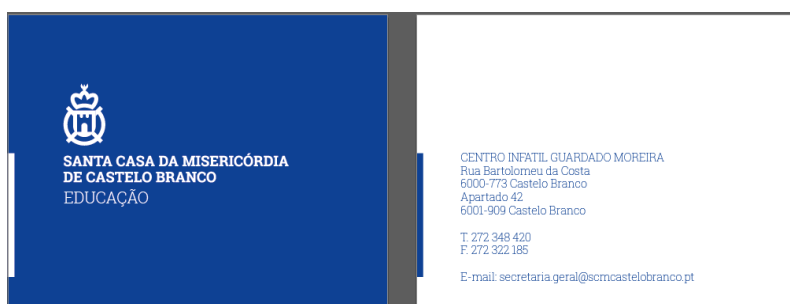 SANTA CASA DA MISERICÓRDIA
DE CASTELO BRANCO
EDUCAÇÃO
CENTRO INFATIL GUARDADO MOREIRA
Rua Bartolomeu da Costa
6000-773 Castelo Branco
Apartado 42
6001-909 Castelo Branco
T. 272 348 420
F. 272 322 185
E-mail: secretaria.geral@scmcastelobranco.pt